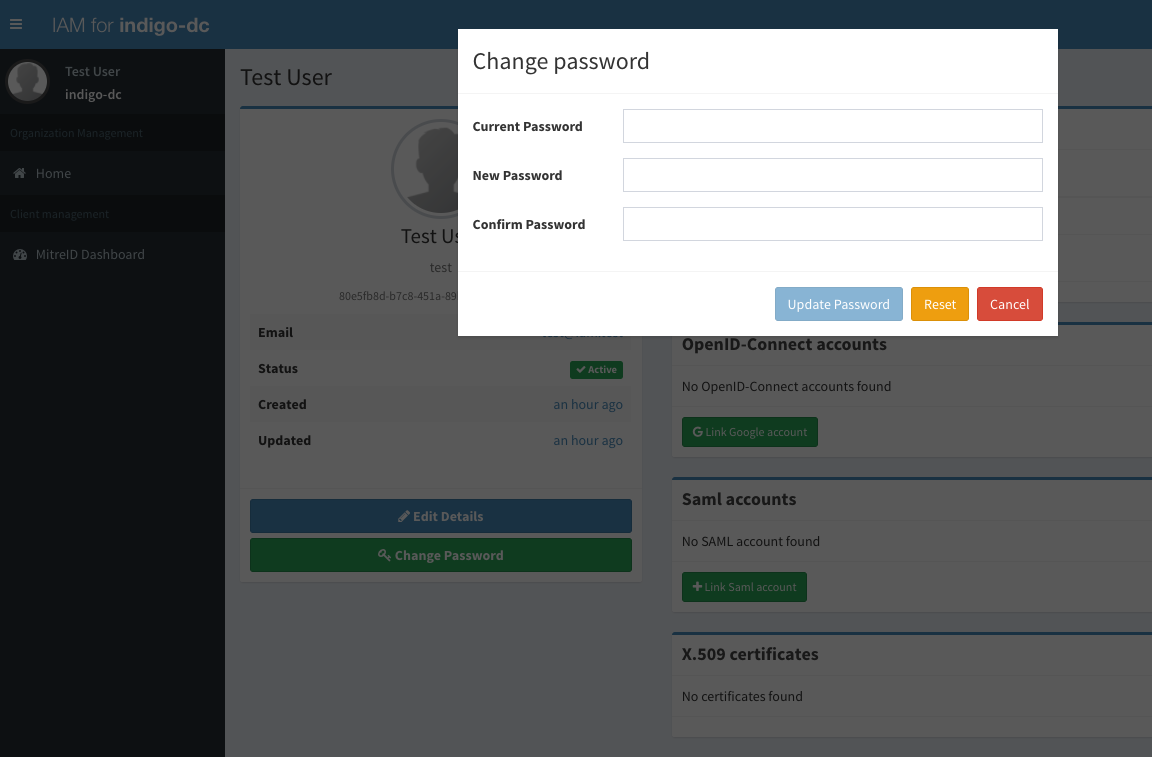 IAM for indigo-dc
Test User
indigo-dc
Organization Management
Home
Client management
MitreID Dashboard
Test User
Test Us
test
80e5fb8d-b7c8-451a-89
Email
Status
Active
Created
an hour ago
Updated
an hour ago
Edit Details
Change Password
Change password
Current Password
New Password
Confirm Password
Update Password
Reset
Cancel
OpenID-Connect accounts
No OpenID-Connect accounts found
G Link Google account
Saml accounts
No SAML account found
Link Saml account
X.509 certificates
No certificates found